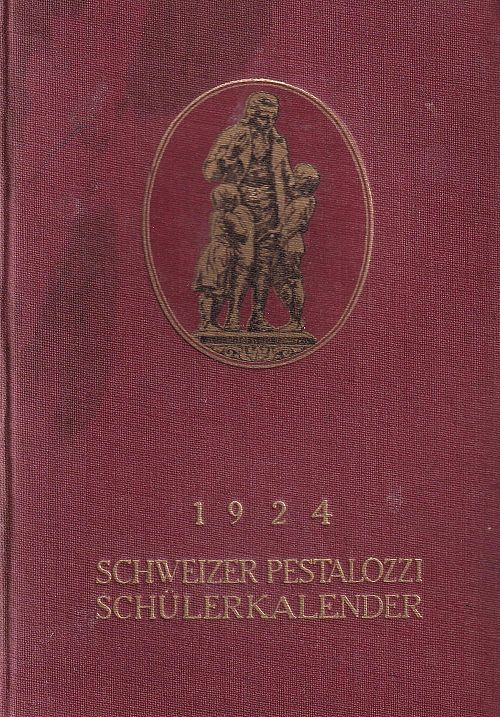 1924
SCHWEIZER PESTALOZZI
SCHÜLERKALENDER